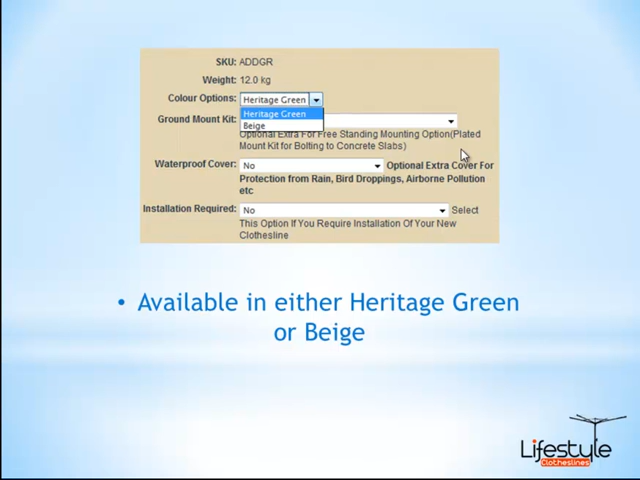 SKU: ADDGR
Weight: 12.0 kg
Colour Options: Heritage Green
Heritage Green
Beige
Ground Mount Kit:
Optional Extra For Free Standing Mounting Option(Plated
Mount Kit for Bolting to Concrete Slabs)
Waterproof Cover: No Optional Extra Cover For
Protection from Rain, Bird Droppings, Airborne Pollution
etc
Installation Required: No Select
This Option If You Require Installation Of Your New
Clothesline
• Available in either Heritage Green
or Beige
Lifestyle
Clotheslines